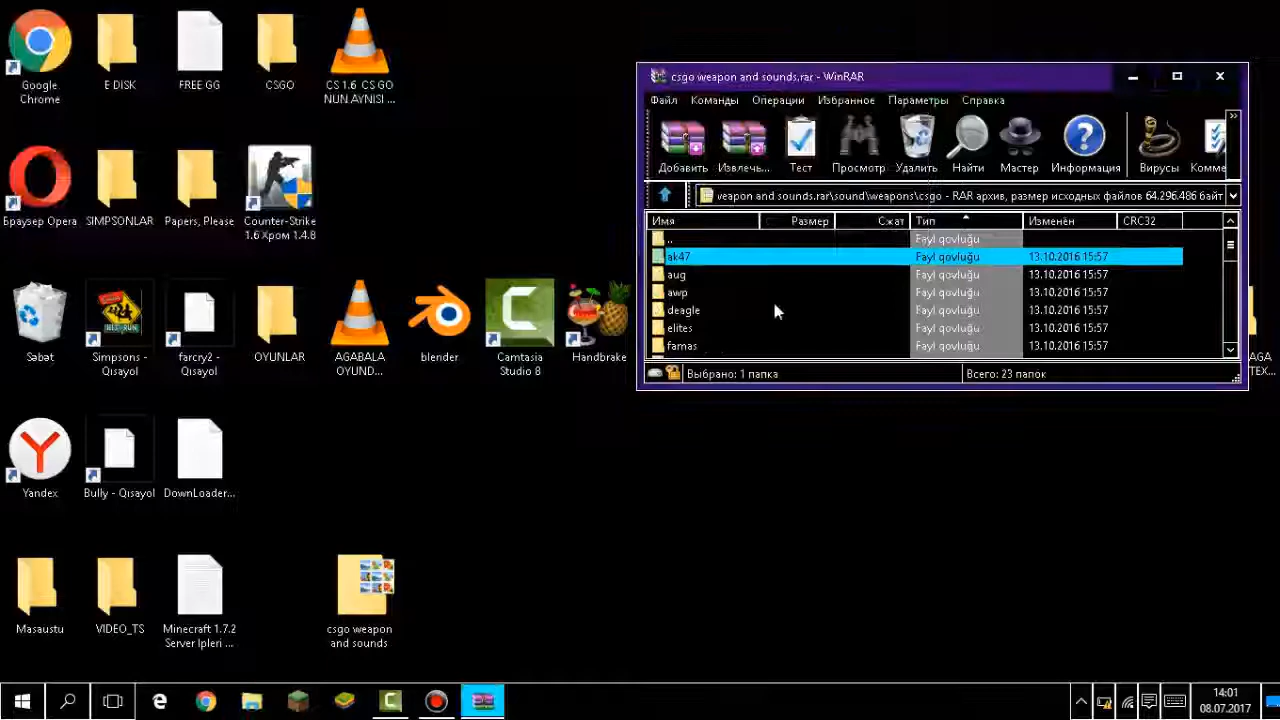 Google Chrome
E DISK
FREE GG
CSGO
CS 1.6 CS GO
NUN AYNISI ...
Браузер Opera
SIMPSONLAR
Papers, Please
Counter-Strike
1.6 Хром 1.4.8
Səbət
Simpsons -
Qısayol
farcry2 -
Qısayol
OYUNLAR
AGABALA
OYUND...
blender
Camtasia
Studio 8
Handbrake
AGA
TEX...
Yandex
Bully - Qısayol
DownLoader...
Masaustu
VIDEO_TS
Minecraft 1.7.2
Server Ipleri ...
csgo weapon
and sounds
csgo weapon and sounds.rar - WinRAR
Файл Команды Операции Избранное Параметры Справка
Добавить Извлечь... Тест Просмотр Удалить Найти Мастер Информация Вирусы Комме
weapon and sounds.rar\sound\weapons\csgo - RAR архив, размер исходных файлов 64.296.486 байт
Имя Размер Сжат Тип Изменён CRC32
.. Fayl qovluğu
ak47 Fayl qovluğu 13.10.2016 15:57
aug Fayl qovluğu 13.10.2016 15:57
awp Fayl qovluğu 13.10.2016 15:57
deagle Fayl qovluğu 13.10.2016 15:57
elites Fayl qovluğu 13.10.2016 15:57
famas Fayl qovluğu 13.10.2016 15:57
Выбрано: 1 папка Всего: 23 папок
14:01
08.07.2017